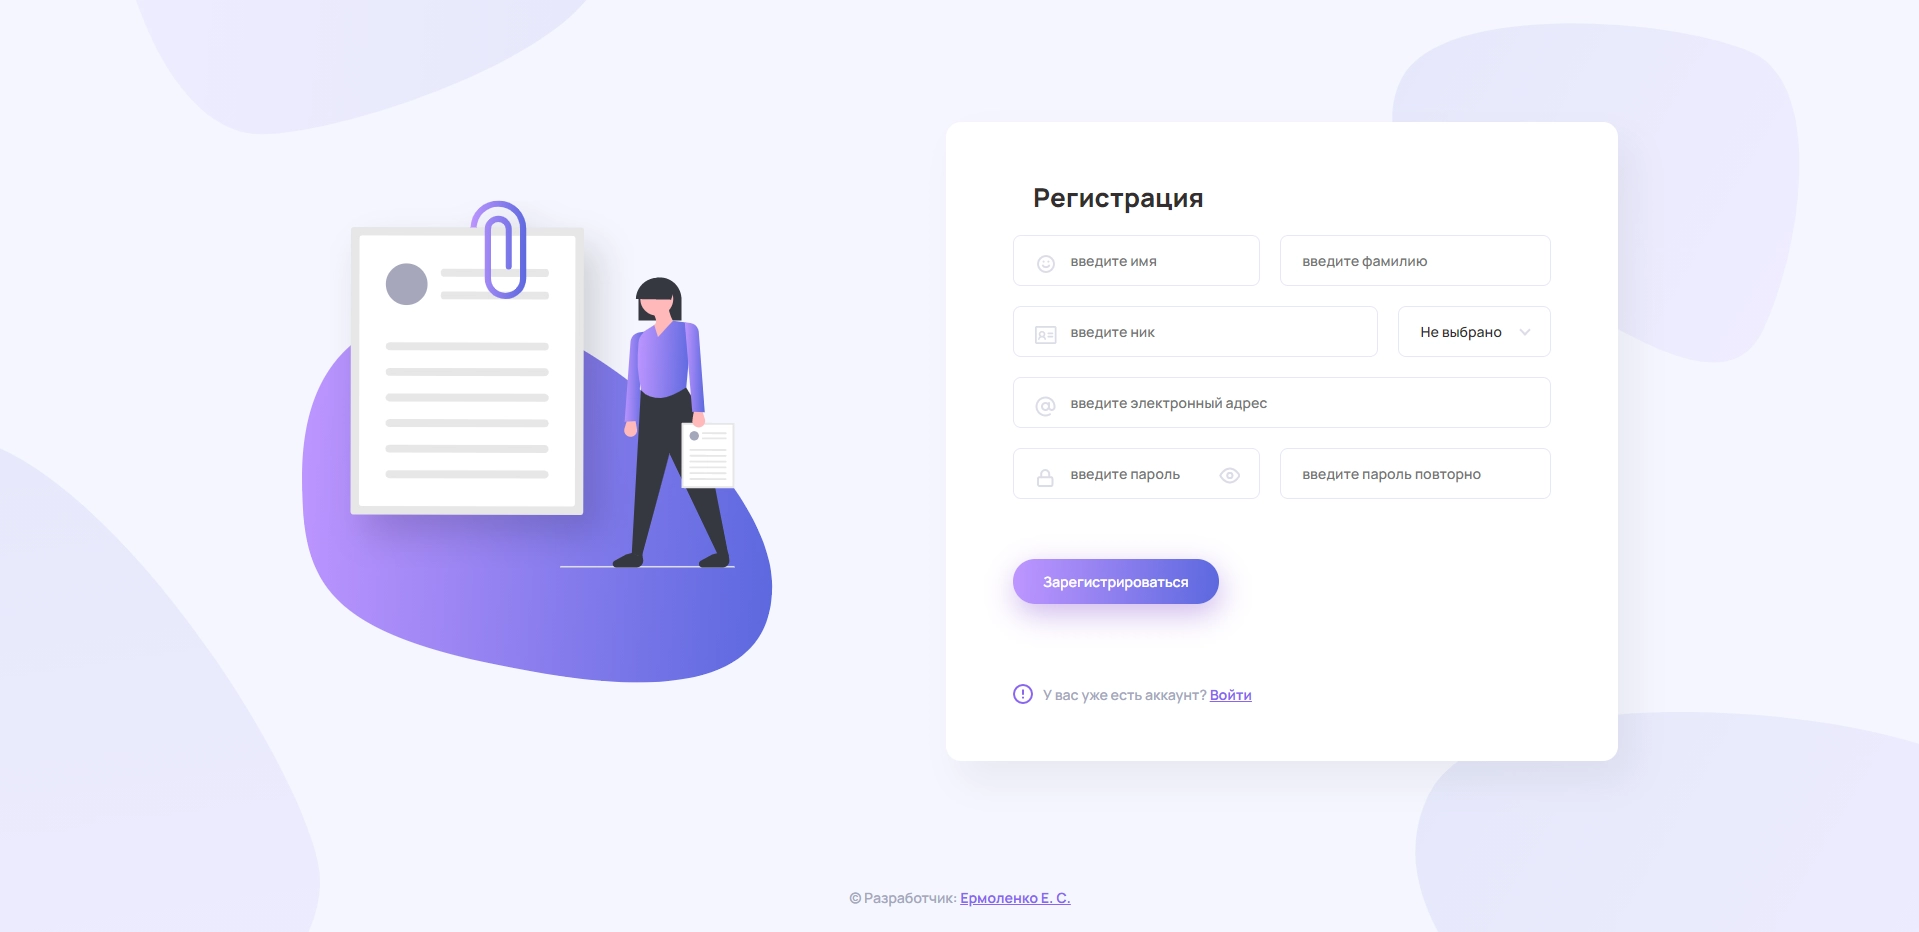 Регистрация
введите имя
введите фамилию
введите ник
Не выбрано
введите электронный адрес
введите пароль
введите пароль повторно
Зарегистрироваться
У вас уже есть аккаунт? Войти
© Разработчик: Ермоленко Е. С.